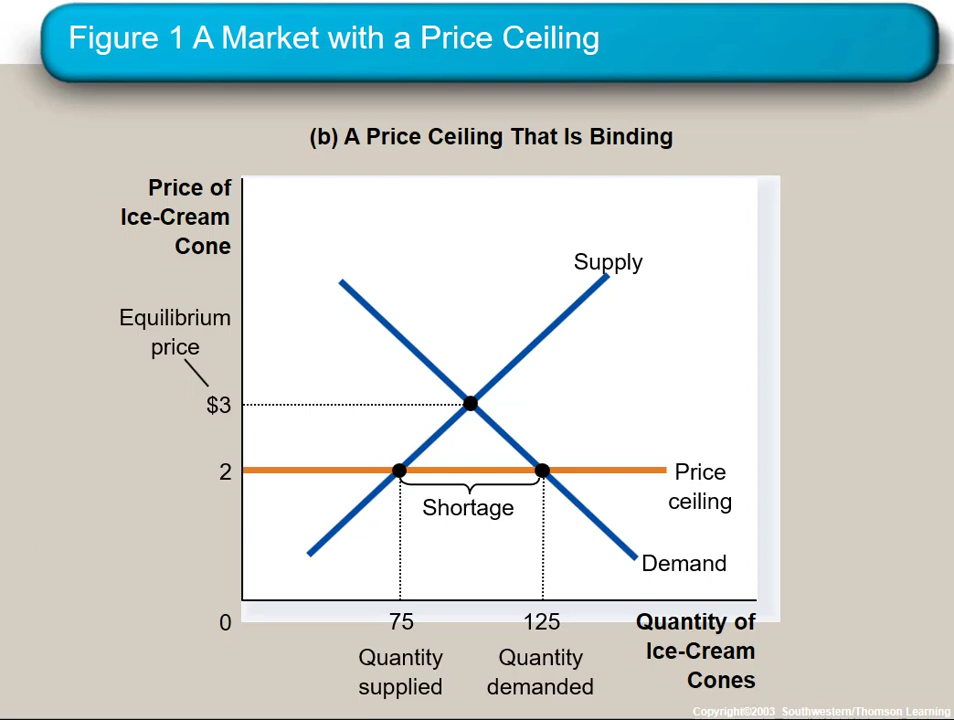 Figure 1 A Market with a Price Ceiling
(b) A Price Ceiling That Is Binding
Price of
Ice-Cream
Cone
Supply
Equilibrium
price
$3
2
Price
ceiling
Shortage
Demand
0
75
125
Quantity of
Ice-Cream
Cones
Quantity
supplied
Quantity
demanded
Copyright©2003 Southwestern/Thomson Learning